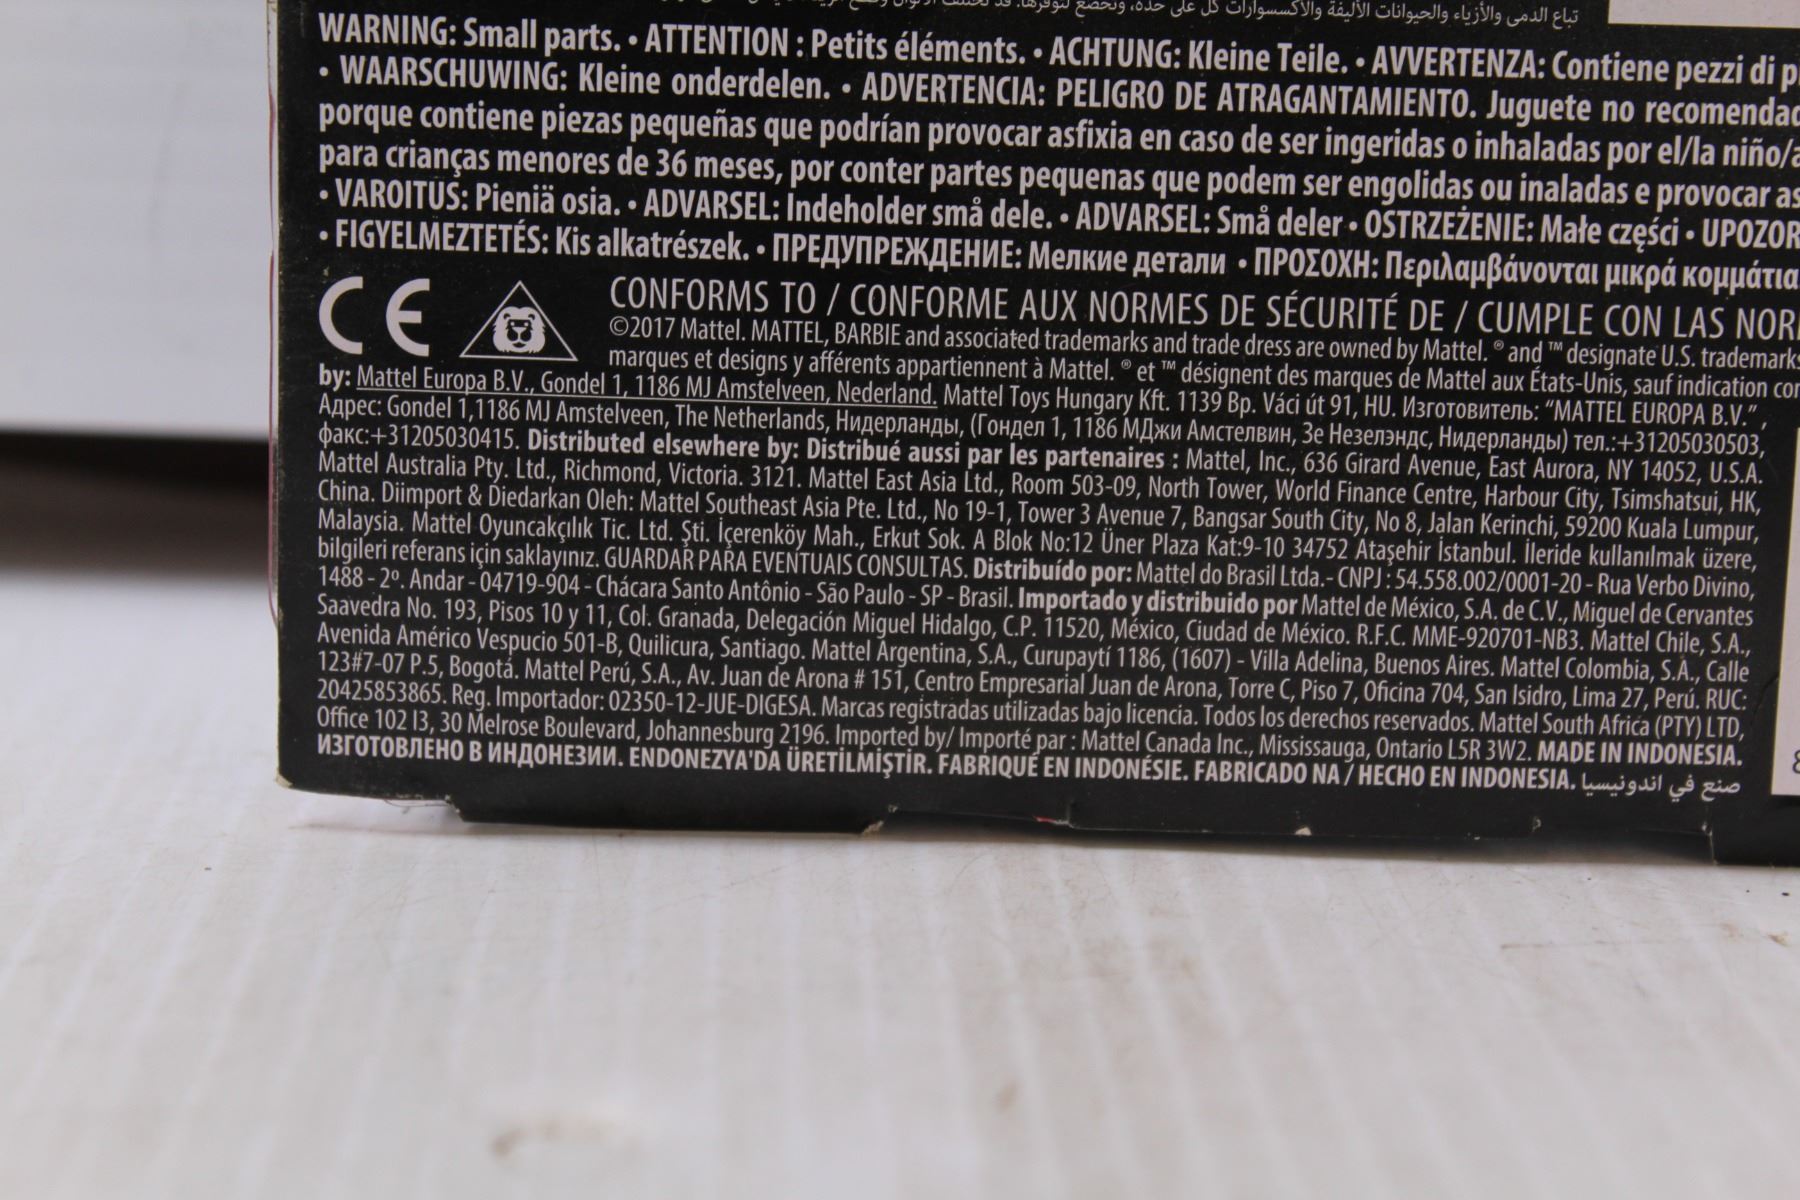 تباع الدمى والأزياء والحيوانات الأليفة والأكسسوارات كل على حدة، وتخضع لتوفرها. قد تختلف الألوان
WARNING: Small parts. • ATTENTION : Petits éléments. • ACHTUNG: Kleine Teile. • AVVERTENZA: Contiene pezzi di
• WAARSCHUWING: Kleine onderdelen. • ADVERTENCIA: PELIGRO DE ATRAGANTAMIENTO. Juguete no
porque contiene piezas pequeñas que podrían provocar asfixia en caso de ser ingeridas o inhaladas por el/la niño/a
para crianças menores de 36 meses, por conter partes pequenas que podem ser engolidas ou inaladas e provocar
• VAROITUS: Pieniä osia. • ADVARSEL: Indeholder små dele. • ADVARSEL: Små deler • OSTRZEŻENIE: Małe części •
• FIGYELMEZTETÉS: Kis alkatrészek. • ПРЕДУПРЕЖДЕНИЕ: Мелкие детали • ΠΡΟΣΟΧΗ: Περιλαμβάνονται μικρά κομμάτια
CE
CONFORMS TO / CONFORME AUX NORMES DE SÉCURITÉ DE / CUMPLE CON LAS
©2017 Mattel. MATTEL, BARBIE and associated trademarks and trade dress are owned by Mattel. ® and ™ designate U.S. trademarks
marques et designs y afférents appartiennent à Mattel. ® et ™ désignent des marques de Mattel aux États-Unis, sauf indication
by: Mattel Europa B.V., Gondel 1, 1186 MJ Amstelveen, Nederland. Mattel Toys Hungary Kft. 1139 Bp. Váci út 91, HU. Изготовитель: “MATTEL EUROPA B.V.”,
Адрес: Gondel 1,1186 MJ Amstelveen, The Netherlands, Нидерланды, (Гондел 1, 1186 МДжи Амстелвин, Зе Незелэндс, Нидерланды) тел.:+31205030503,
факс:+31205030415. Distributed elsewhere by: Distribué aussi par les partenaires : Mattel, Inc., 636 Girard Avenue, East Aurora, NY 14052, U.S.A.
Mattel Australia Pty. Ltd., Richmond, Victoria. 3121. Mattel East Asia Ltd., Room 503-09, North Tower, World Finance Centre, Harbour City, Tsimshatsui, HK,
China. Diimport & Diedarkan Oleh: Mattel Southeast Asia Pte. Ltd., No 19-1, Tower 3 Avenue 7, Bangsar South City, No 8, Jalan Kerinchi, 59200 Kuala Lumpur,
Malaysia. Mattel Oyuncakçılık Tic. Ltd. Şti. İçerenköy Mah., Erkut Sok. A Blok No:12 Üner Plaza Kat:9-10 34752 Ataşehir İstanbul. İleride kullanılmak üzere,
bilgileri referans için saklayınız. GUARDAR PARA EVENTUAIS CONSULTAS. Distribuído por: Mattel do Brasil Ltda.- CNPJ : 54.558.002/0001-20 - Rua Verbo Divino,
1488 - 2º. Andar - 04719-904 - Chácara Santo Antônio - São Paulo - SP - Brasil. Importado y distribuido por Mattel de México, S.A. de C.V., Miguel de Cervantes
Saavedra No. 193, Pisos 10 y 11, Col. Granada, Delegación Miguel Hidalgo, C.P. 11520, México, Ciudad de México. R.F.C. MME-920701-NB3. Mattel Chile, S.A.,
Avenida Américo Vespucio 501-B, Quilicura, Santiago. Mattel Argentina, S.A., Curupaytí 1186, (1607) - Villa Adelina, Buenos Aires. Mattel Colombia, S.A., Calle
123#7-07 P.5, Bogotá. Mattel Perú, S.A., Av. Juan de Arona # 151, Centro Empresarial Juan de Arona, Torre C, Piso 7, Oficina 704, San Isidro, Lima 27, Perú. RUC:
20425853865. Reg. Importador: 02350-12-JUE-DIGESA. Marcas registradas utilizadas bajo licencia. Todos los derechos reservados. Mattel South Africa (PTY) LTD,
Office 102 I3, 30 Melrose Boulevard, Johannesburg 2196. Imported by/ Importé par : Mattel Canada Inc., Mississauga, Ontario L5R 3W2. MADE IN INDONESIA.
ИЗГОТОВЛЕНО В ИНДОНЕЗИИ. ENDONEZYA'DA ÜRETİLMİŞTİR. FABRIQUÉ EN INDONÉSIE. FABRICADO NA / HECHO EN INDONESIA. صنع في اندونيسيا